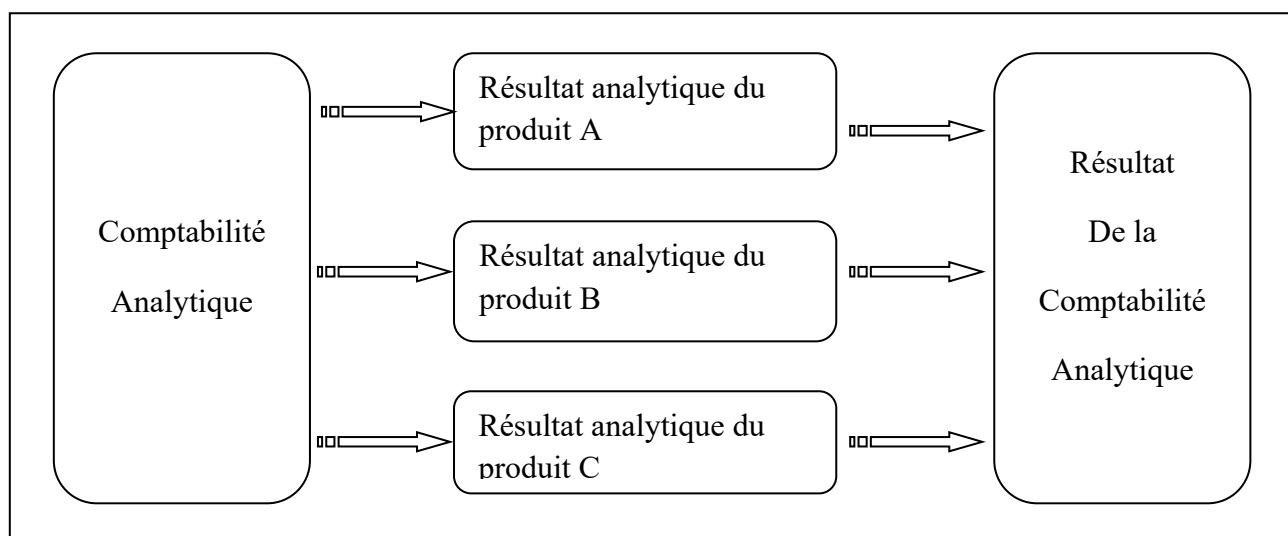 Comptabilité
Analytique
Résultat analytique du
produit A
Résultat analytique du
produit B
Résultat analytique du
produit C
Résultat
De la
Comptabilité
Analytique